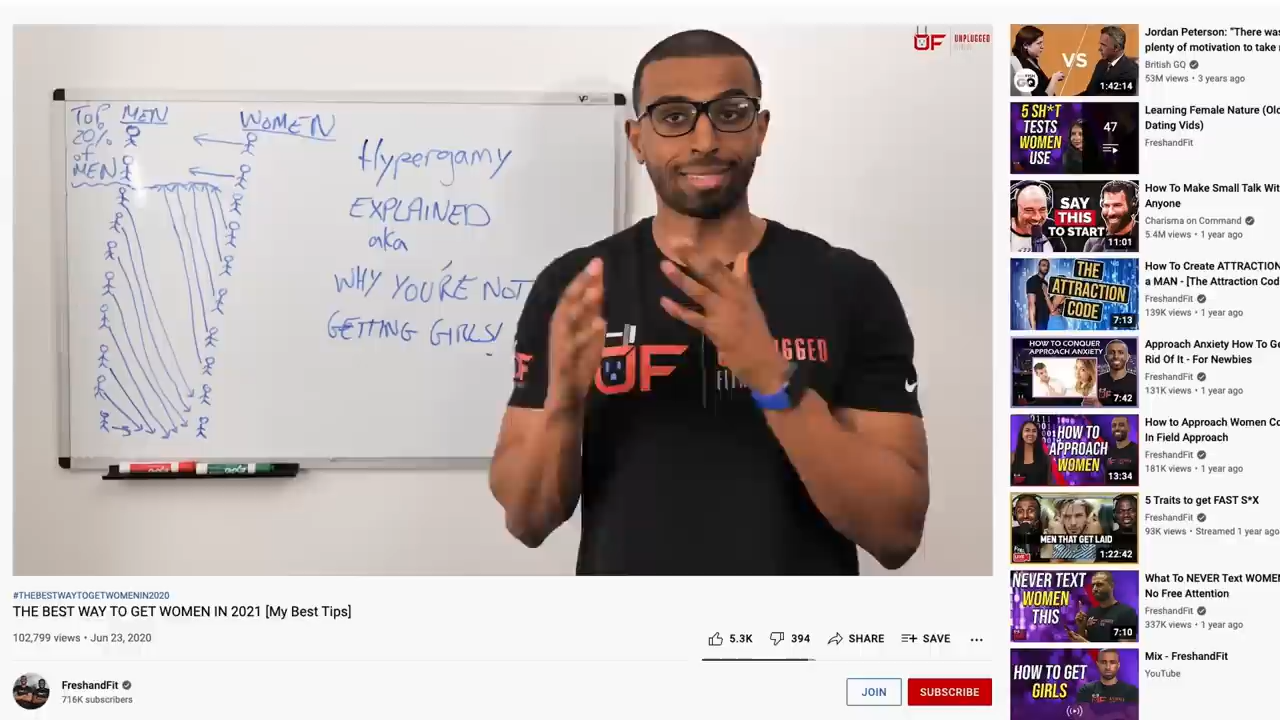 TOP MEN
20%
of
MEN
WOMEN
Hypergamy
EXPLAINED
aka
WHY YOU'RE NOT
GETTING GIRLS!
UF UNPLUGGED
UF
#THEBESTWAYTOGETWOMENIN2020
THE BEST WAY TO GET WOMEN IN 2021 [My Best Tips]
102,799 views • Jun 23, 2020
5.3K 394 SHARE SAVE ...
FreshandFit
716K subscribers
JOIN SUBSCRIBE
VS
GQ
1:42:14
Jordan Peterson: “There was
plenty of motivation to take
British GQ
53M views • 3 years ago
5 SH*T
TESTS
WOMEN
USE
47
Learning Female Nature (Old
Dating Vids)
FreshandFit
SAY
THIS
TO START
11:01
How To Make Small Talk With
Anyone
Charisma on Command
5.4M views • 1 year ago
THE
ATTRACTION
CODE
7:13
How To Create ATTRACTION
a MAN - [The Attraction Cod
FreshandFit
139K views • 1 year ago
HOW TO CONQUER
APPROACH ANXIETY
7:42
Approach Anxiety How To Ge
Rid Of It - For Newbies
FreshandFit
131K views • 1 year ago
HOW TO
APPROACH
WOMEN
13:34
How to Approach Women Co
In Field Approach
FreshandFit
181K views • 1 year ago
MEN THAT GET LAID
1:22:42
5 Traits to get FAST S*X
FreshandFit
93K views • Streamed 1 year ago
NEVER TEXT
WOMEN
THIS
7:10
What To NEVER Text WOMEN
No Free Attention
FreshandFit
337K views • 1 year ago
HOW TO GET
GIRLS
Mix - FreshandFit
YouTube